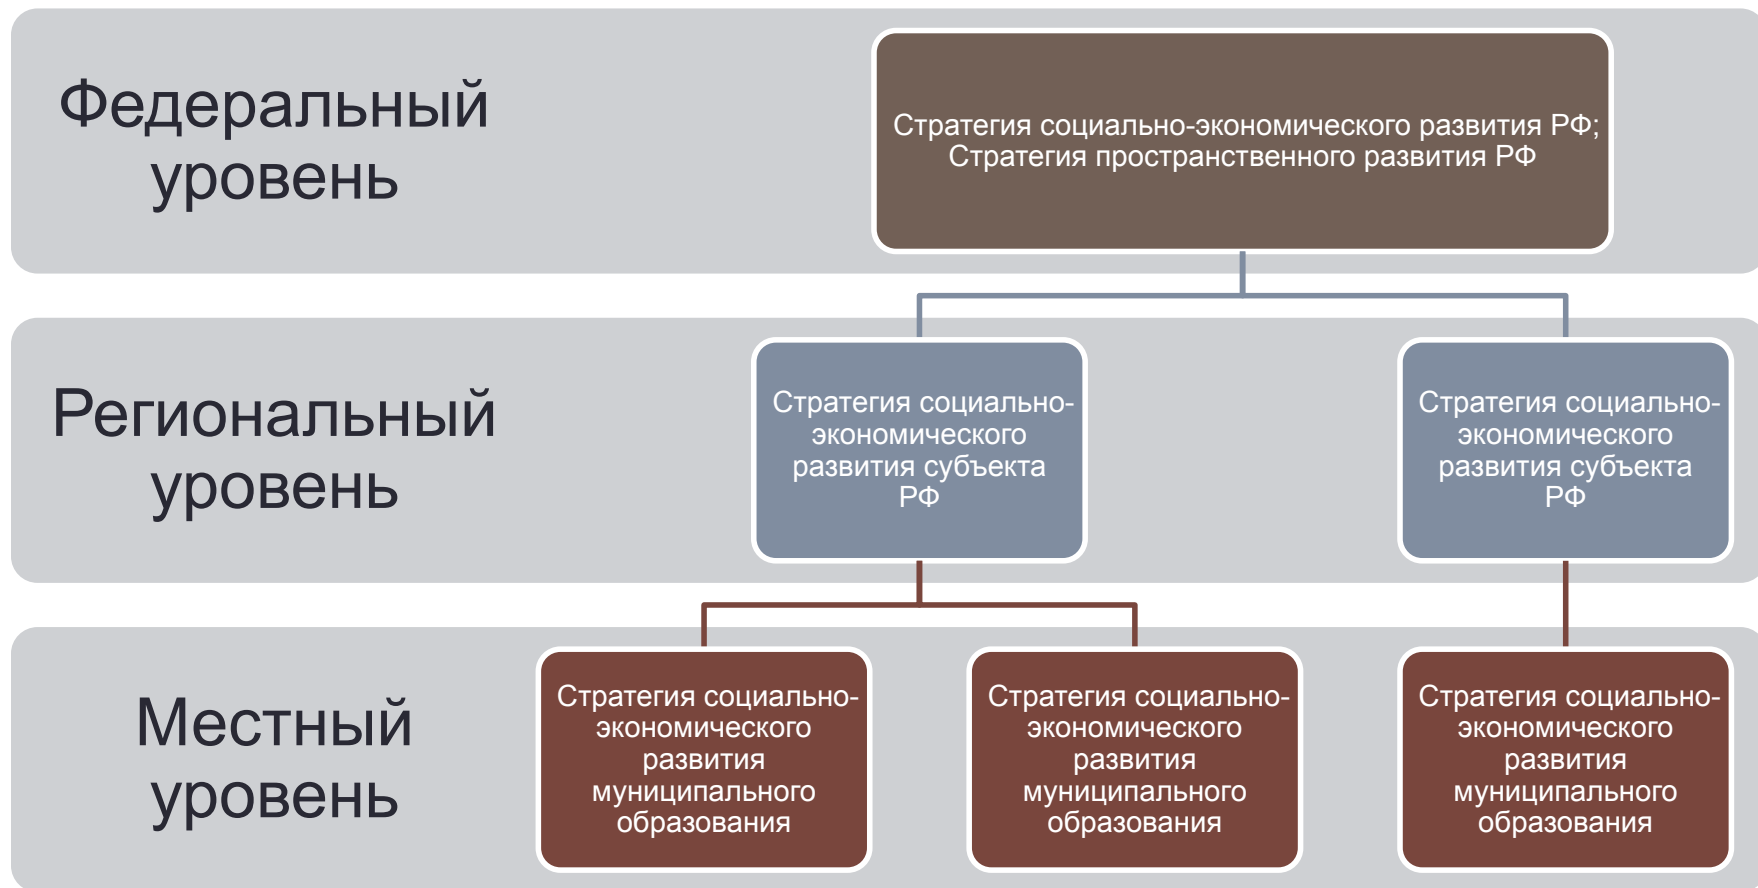 Федеральный
уровень
Стратегия социально-экономического развития РФ;
Стратегия пространственного развития РФ
Региональный
уровень
Стратегия социально-
экономического
развития субъекта
РФ
Стратегия социально-
экономического
развития субъекта
РФ
Местный
уровень
Стратегия социально-
экономического
развития
муниципального
образования
Стратегия социально-
экономического
развития
муниципального
образования
Стратегия социально-
экономического
развития
муниципального
образования